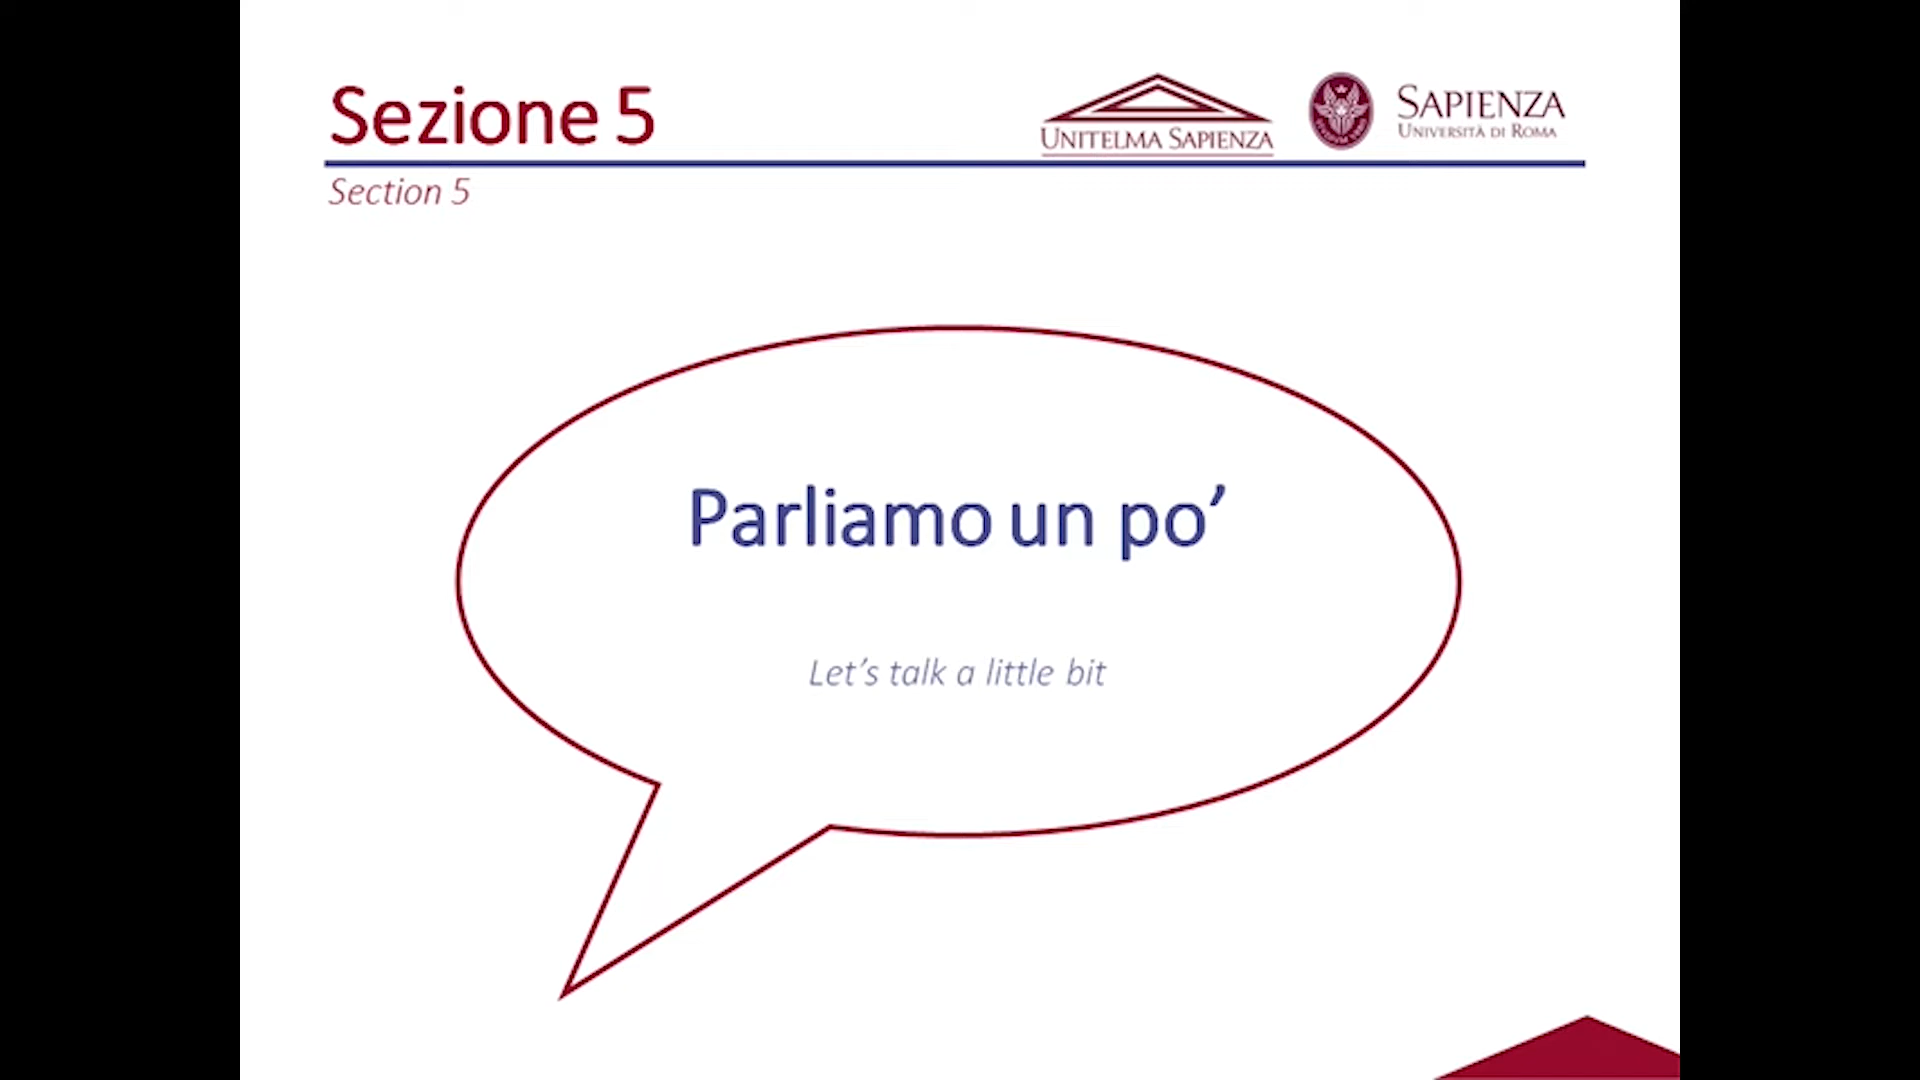 Sezione 5
UNITELMA SAPIENZA
SAPIENZA
UNIVERSITÀ DI ROMA
Section 5
Parliamo un po’
Let’s talk a little bit